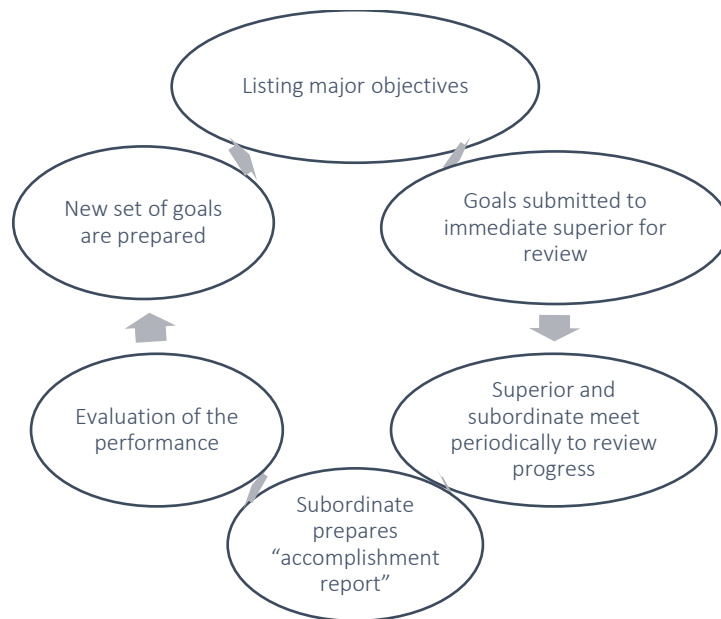 Listing major objectives
Goals submitted to
immediate superior for
review
Superior and
subordinate meet
periodically to review
progress
Subordinate
prepares
“accomplishment
report”
Evaluation of the
performance
New set of goals
are prepared